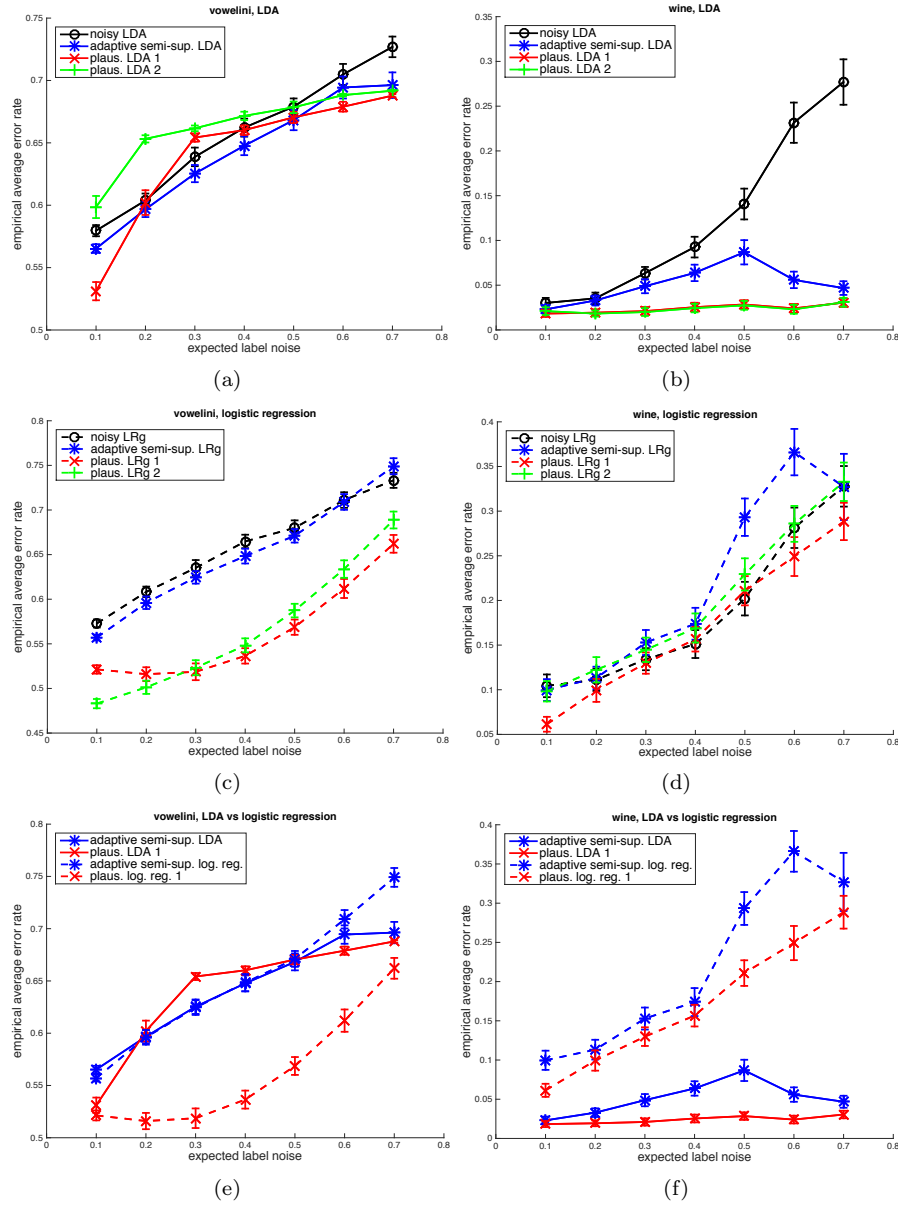 vowelini, LDA
noisy LDA
adaptive semi-sup. LDA
plaus. LDA 1
plaus. LDA 2
empirical average error rate
0.75
0.7
0.65
0.6
0.55
0.5
0 0.1 0.2 0.3 0.4 0.5 0.6 0.7 0.8
expected label noise
(a)
wine, LDA
noisy LDA
adaptive semi-sup. LDA
plaus. LDA 1
plaus. LDA 2
empirical average error rate
0.35
0.3
0.25
0.2
0.15
0.1
0.05
0
0 0.1 0.2 0.3 0.4 0.5 0.6 0.7 0.8
expected label noise
(b)
vowelini, logistic regression
noisy LRg
adaptive semi-sup. LRg
plaus. LRg 1
plaus. LRg 2
empirical average error rate
0.8
0.75
0.7
0.65
0.6
0.55
0.5
0.45
0 0.1 0.2 0.3 0.4 0.5 0.6 0.7 0.8
expected label noise
(c)
wine, logistic regression
noisy LRg
adaptive semi-sup. LRg
plaus. LRg 1
plaus. LRg 2
empirical average error rate
0.4
0.35
0.3
0.25
0.2
0.15
0.1
0.05
0 0.1 0.2 0.3 0.4 0.5 0.6 0.7 0.8
expected label noise
(d)
vowelini, LDA vs logistic regression
adaptive semi-sup. LDA
plaus. LDA 1
adaptive semi-sup. log. reg.
plaus. log. reg. 1
empirical average error rate
0.8
0.75
0.7
0.65
0.6
0.55
0.5
0 0.1 0.2 0.3 0.4 0.5 0.6 0.7 0.8
expected label noise
(e)
wine, LDA vs logistic regression
adaptive semi-sup. LDA
plaus. LDA 1
adaptive semi-sup. log. reg.
plaus. log. reg. 1
empirical average error rate
0.4
0.35
0.3
0.25
0.2
0.15
0.1
0.05
0
0 0.1 0.2 0.3 0.4 0.5 0.6 0.7 0.8
expected label noise
(f)